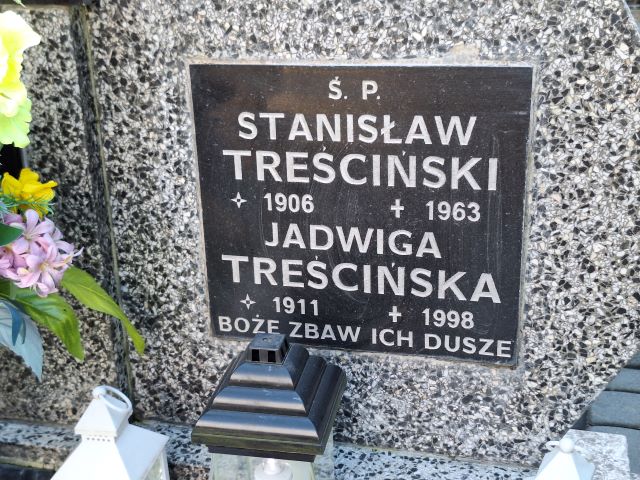 Ś. P.
STANISŁAW
TREŚCIŃSKI
✧ 1906 ✝ 1963
JADWIGA
TREŚCIŃSKA
✧ 1911 ✝ 1998
BOŻE ZBAW ICH DUSZE